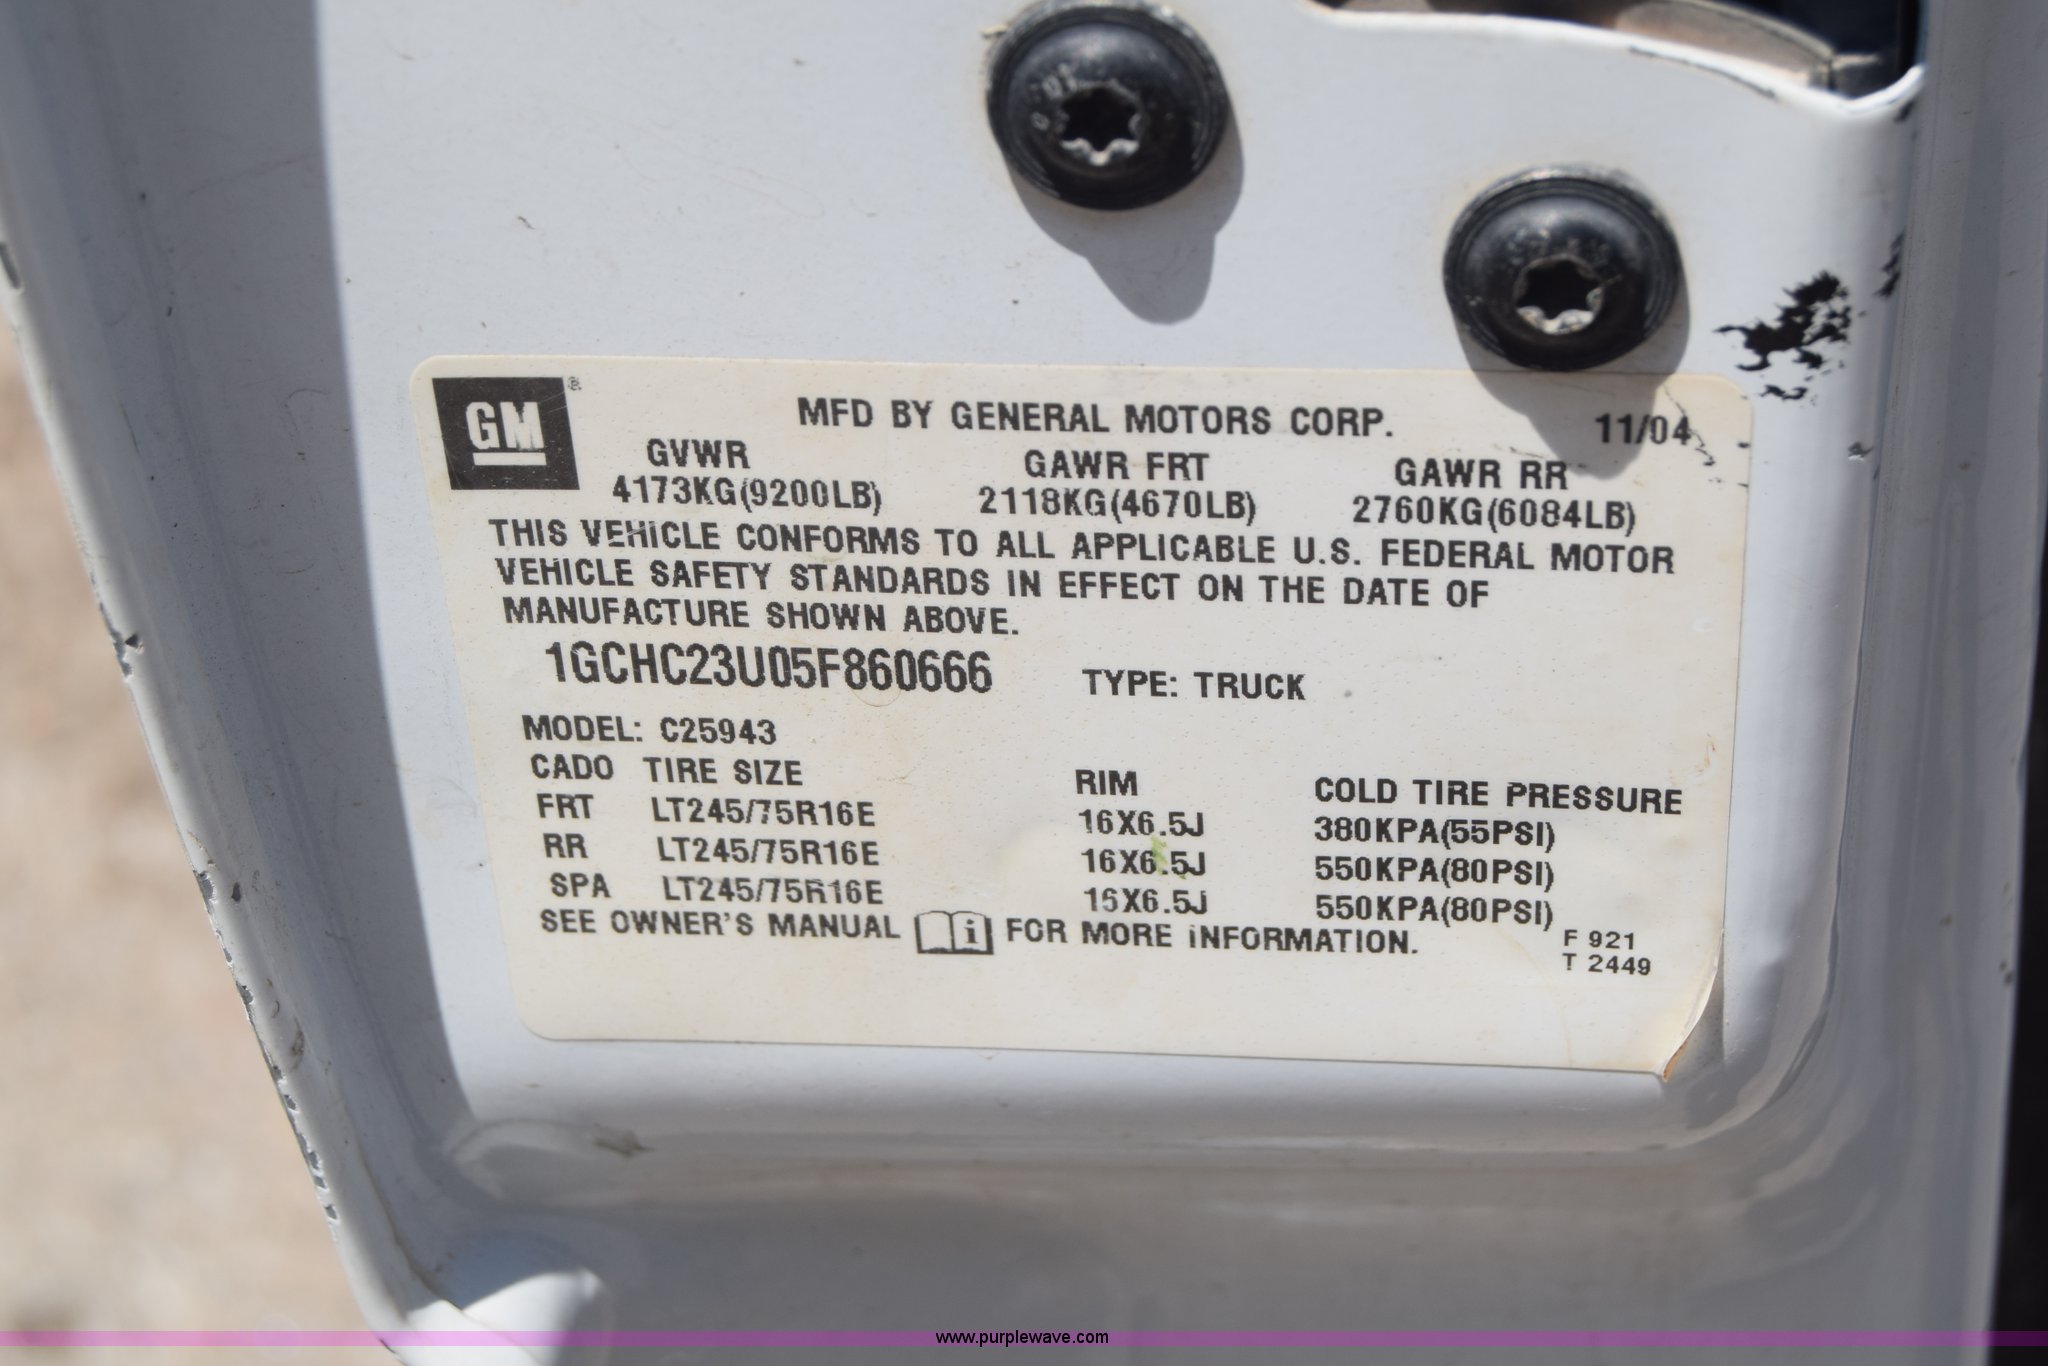 GM ®
MFD BY GENERAL MOTORS CORP.
11/04
GVWR GAWR FRT GAWR RR
4173KG(9200LB) 2118KG(4670LB) 2760KG(6084LB)
THIS VEHICLE CONFORMS TO ALL APPLICABLE U.S. FEDERAL MOTOR
VEHICLE SAFETY STANDARDS IN EFFECT ON THE DATE OF
MANUFACTURE SHOWN ABOVE.
1GCHC23U05F860666 TYPE: TRUCK
MODEL: C25943
CADO TIRE SIZE RIM COLD TIRE PRESSURE
FRT LT245/75R16E 16X6.5J 380KPA(55PSI)
RR LT245/75R16E 16X6.5J 550KPA(80PSI)
SPA LT245/75R16E 16X6.5J 550KPA(80PSI)
SEE OWNER'S MANUAL i FOR MORE INFORMATION.
F 921
T 2449
www.purplewave.com